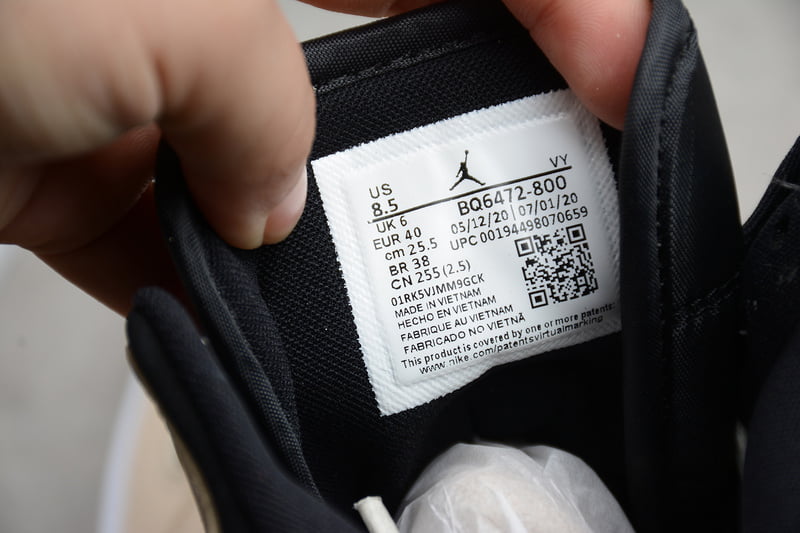 VY
US
8.5
BQ6472-800
UK 6
05/12/20 07/01/20
EUR 40
UPC 00194498070659
cm 25.5
BR 38
CN 255 (2.5)
01RK5VJMM9GCK
MADE IN VIETNAM
HECHO EN VIETNAM
FABRIQUE AU VIETNAM
FABRICADO NO VIETNÃ
This product is covered by one or more patents:
www.nike.com/patentsvirtualmarking